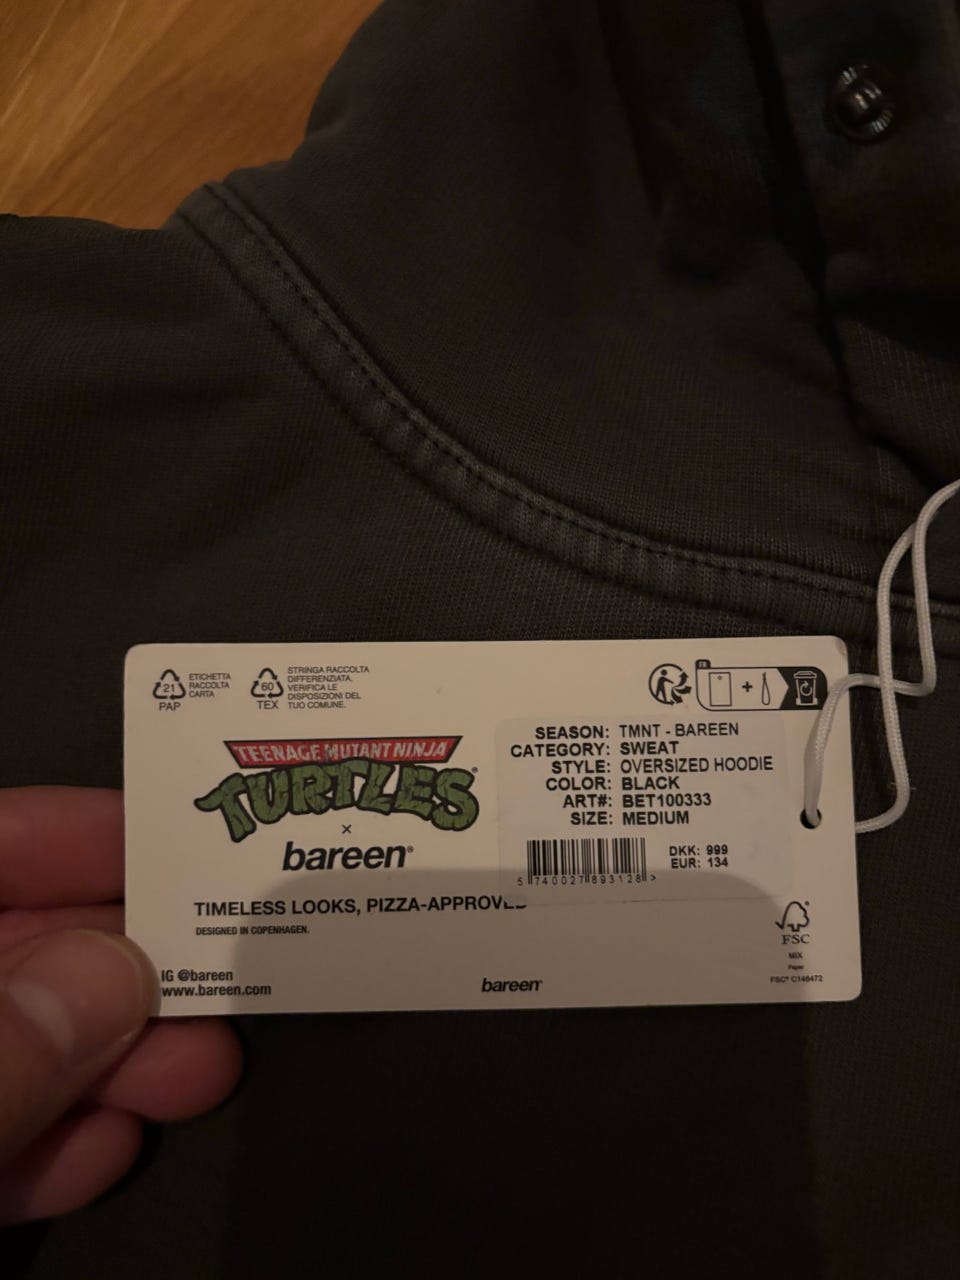 21
PAP
ETICHETTA
RACCOLTA
CARTA
60
TEX
STRINGA RACCOLTA
DIFFERENZIATA.
VERIFICA LE
DISPOSIZIONI DEL
TUO COMUNE.
FR
+
TEENAGE MUTANT NINJA
TURTLES®
×
bareen®
SEASON: TMNT - BAREEN
CATEGORY: SWEAT
STYLE: OVERSIZED HOODIE
COLOR: BLACK
ART#: BET100333
SIZE: MEDIUM
DKK: 999
EUR: 134
5 740027 893128 >
TIMELESS LOOKS, PIZZA-APPROVED
DESIGNED IN COPENHAGEN.
IG @bareen
www.bareen.com
bareen®
FSC
MIX
Paper
FSC® C146472